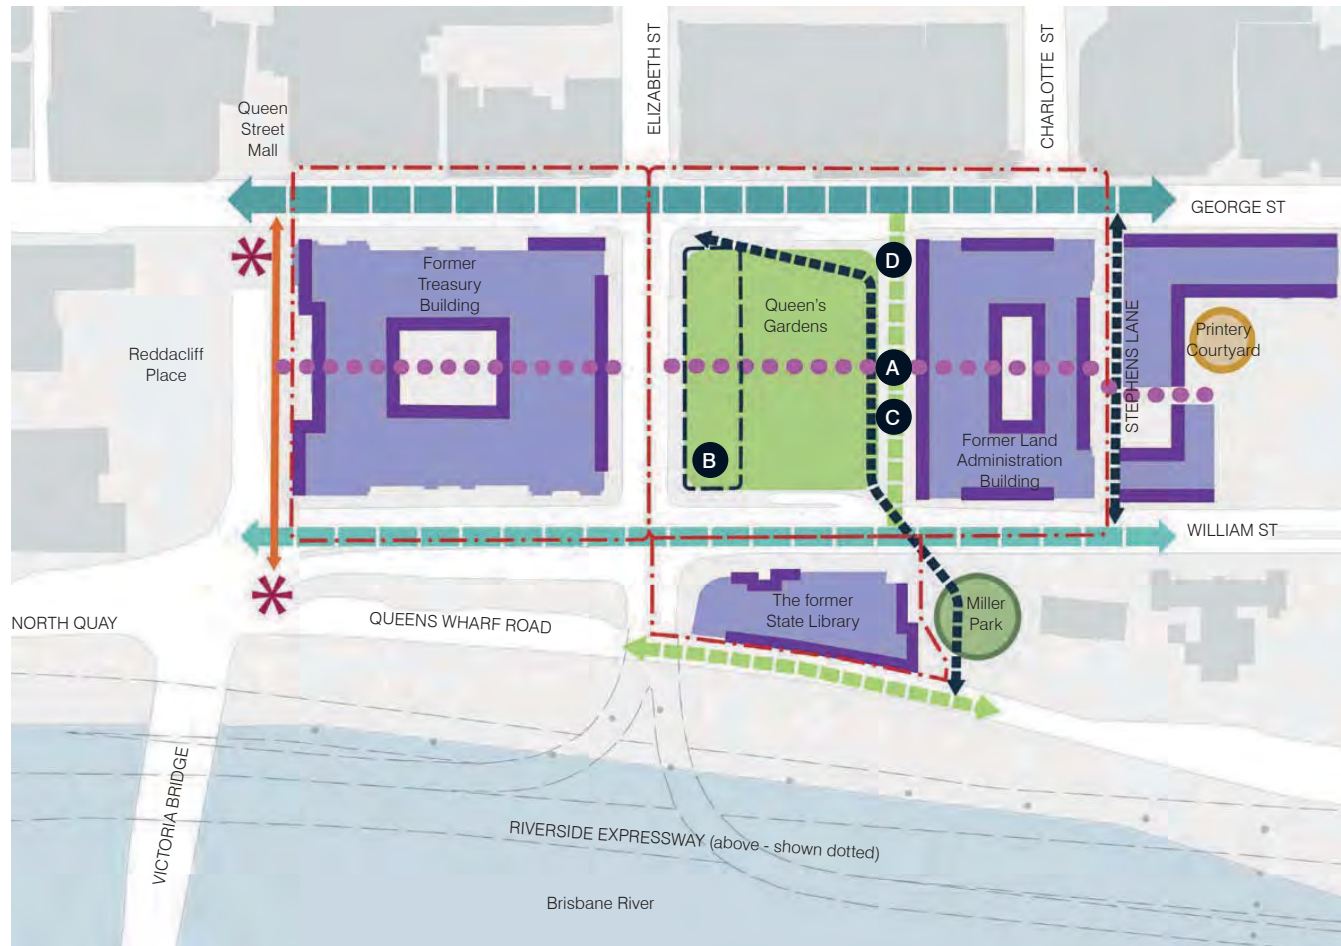 ELIZABETH ST
CHARLOTTE ST
Queen
Street
Mall
GEORGE ST
Former
Treasury
Building
D
Queen's
Gardens
STEPHENS LANE
Printery
Courtyard
Reddacliff
Place
A
C
B
Former Land
Administration
Building
WILLIAM ST
The former
State Library
Miller
Park
NORTH QUAY
QUEENS WHARF ROAD
VICTORIA BRIDGE
RIVERSIDE EXPRESSWAY (above - shown dotted)
Brisbane River